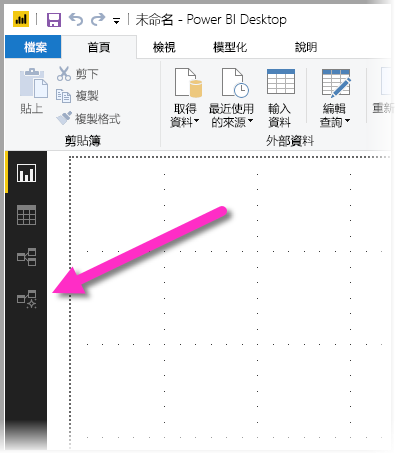 未命名 - Power BI Desktop
檔案 首頁 檢視 模型化 說明
貼上 剪下
複製
複製格式
取得 最近使用 輸入 編輯
資料 的來源 資料 查詢
剪貼簿 外部資料